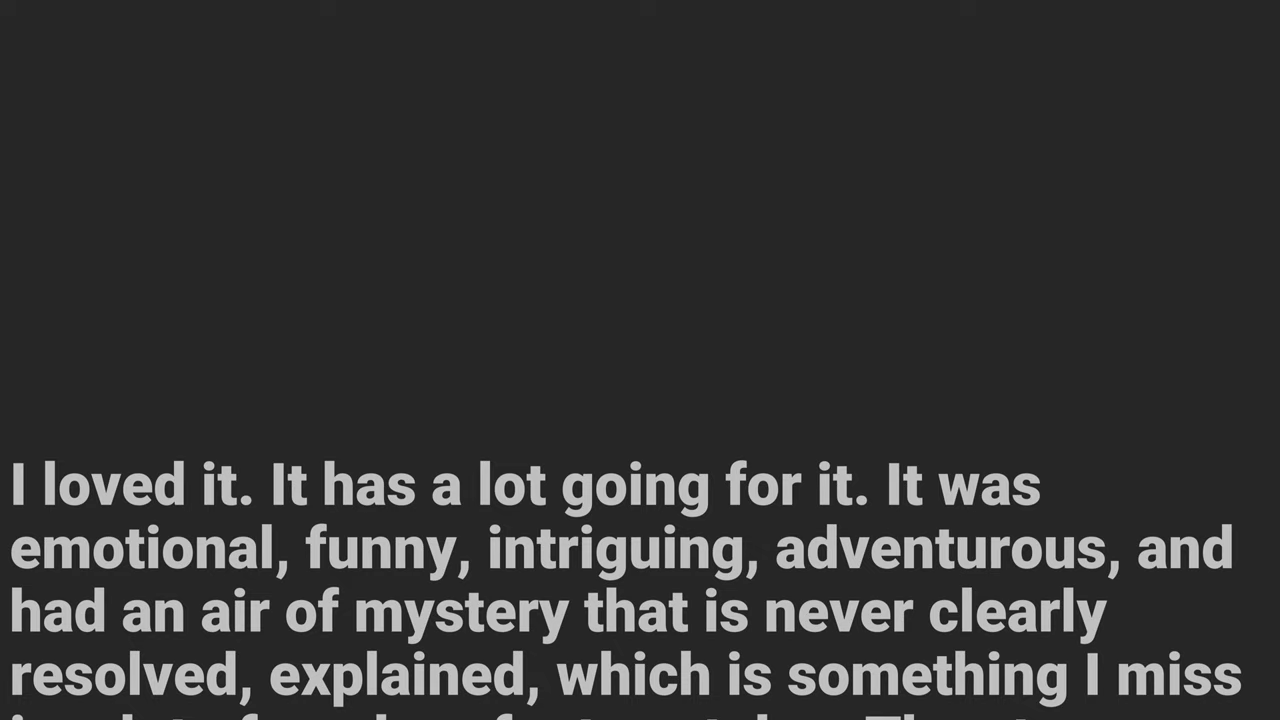 I loved it. It has a lot going for it. It was
emotional, funny, intriguing, adventurous, and
had an air of mystery that is never clearly
resolved, explained, which is something I miss